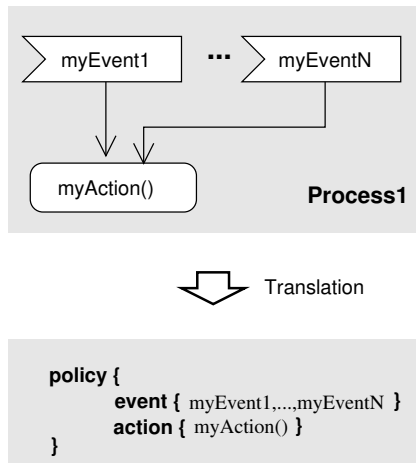 myEvent1 ... myEventN
myAction()
Process1
Translation
policy {
event { myEvent1,...,myEventN }
action { myAction() }
}